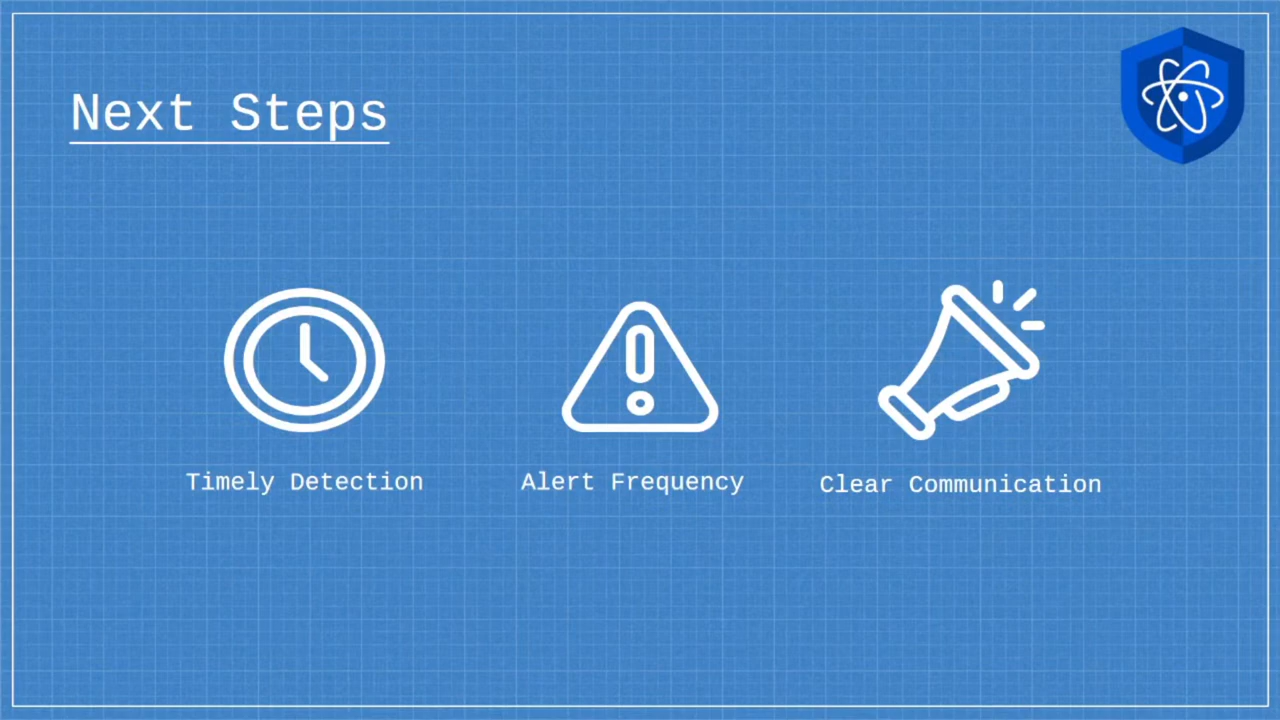 Next Steps
Timely Detection
Alert Frequency
Clear Communication